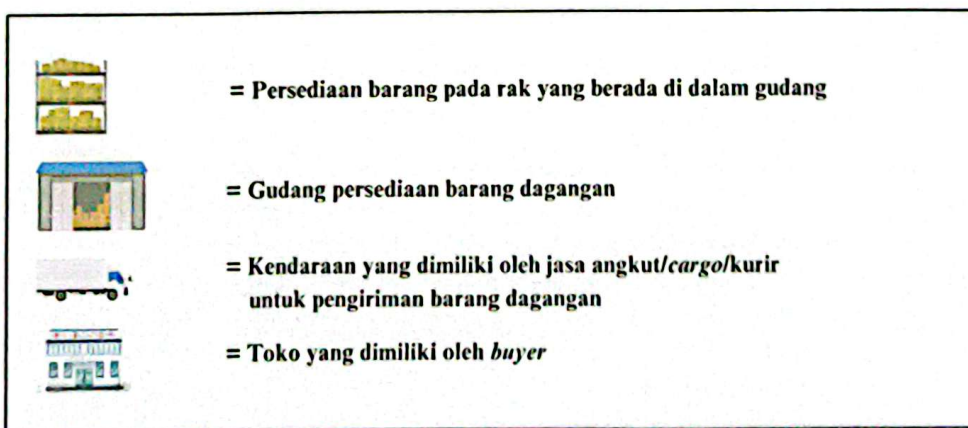 = Persediaan barang pada rak yang berada di dalam gudang
= Gudang persediaan barang dagangan
= Kendaraan yang dimiliki oleh jasa angkut/cargo/kurir
untuk pengiriman barang dagangan
= Toko yang dimiliki oleh buyer